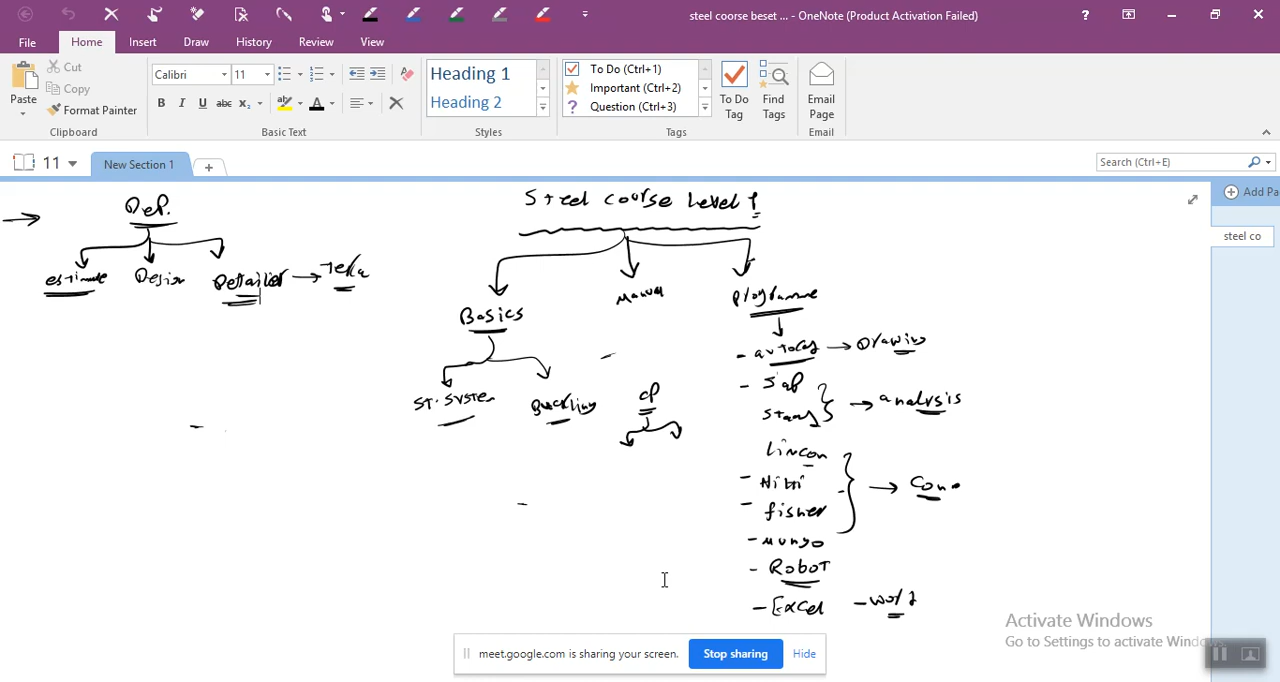 steel coorse beset ... - OneNote (Product Activation Failed)
File Home Insert Draw History Review View
Paste
Cut
Copy
Format Painter
Clipboard
Calibri 11
Basic Text
Heading 1
Heading 2
Styles
To Do (Ctrl+1)
Important (Ctrl+2)
Question (Ctrl+3)
Tags
To Do Tag
Find Tags
Email Page
Email
11 New Section 1
Search (Ctrl+E)
Add Pa
steel co
Steel course Level 1
Dep.
estimate Design Detailer → Tekla
Basics Manual Programme
ST. System Buckling
- autocad → Drawing
- Sap
Staad
→ analysis
Limcon
- Hilti
- fisher
→ Conn.
- Mungo
- Robot
- Excel - word
meet.google.com is sharing your screen. Stop sharing Hide
Activate Windows
Go to Settings to activate Windows.